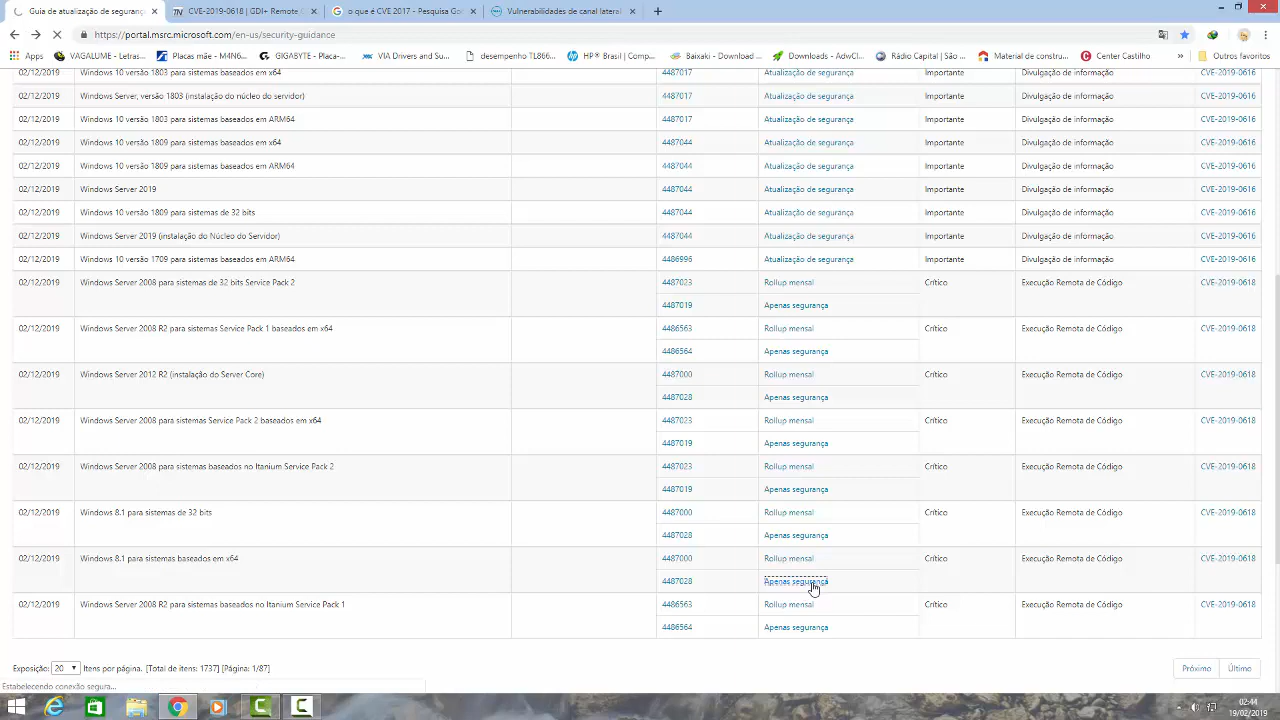 Guia de atualização de seguranç × CVE-2019-0618 | GDI+ Remote C × o que é CVE 2017 - Pesquisa Go × Vulnerabilidades de canal lateral ×
https://portal.msrc.microsoft.com/en-us/security-guidance
Apps VAGALUME - Letras... Placas mãe - M4N6... GIGABYTE - Placa-... VIA Drivers and Su... desempenho TL866... HP® Brasil | Comp... Baixaki - Download ... Downloads - AdwCl... Rádio Capital | São ... Material de constru... Center Castilho » Outros favoritos
02/12/2019 Windows 10 versão 1803 para sistemas baseados em x64 4487017 Atualização de segurança Importante Divulgação de informação CVE-2019-0616
02/12/2019 Windows Server, versão 1803 (instalação do núcleo do servidor) 4487017 Atualização de segurança Importante Divulgação de informação CVE-2019-0616
02/12/2019 Windows 10 versão 1803 para sistemas baseados em ARM64 4487017 Atualização de segurança Importante Divulgação de informação CVE-2019-0616
02/12/2019 Windows 10 versão 1809 para sistemas baseados em x64 4487044 Atualização de segurança Importante Divulgação de informação CVE-2019-0616
02/12/2019 Windows 10 versão 1809 para sistemas baseados em ARM64 4487044 Atualização de segurança Importante Divulgação de informação CVE-2019-0616
02/12/2019 Windows Server 2019 4487044 Atualização de segurança Importante Divulgação de informação CVE-2019-0616
02/12/2019 Windows 10 versão 1809 para sistemas de 32 bits 4487044 Atualização de segurança Importante Divulgação de informação CVE-2019-0616
02/12/2019 Windows Server 2019 (instalação do Núcleo do Servidor) 4487044 Atualização de segurança Importante Divulgação de informação CVE-2019-0616
02/12/2019 Windows 10 versão 1709 para sistemas baseados em ARM64 4486996 Atualização de segurança Importante Divulgação de informação CVE-2019-0616
02/12/2019 Windows Server 2008 para sistemas de 32 bits Service Pack 2 4487023 Rollup mensal Crítico Execução Remota de Código CVE-2019-0618
4487019 Apenas segurança
02/12/2019 Windows Server 2008 R2 para sistemas Service Pack 1 baseados em x64 4486563 Rollup mensal Crítico Execução Remota de Código CVE-2019-0618
4486564 Apenas segurança
02/12/2019 Windows Server 2012 R2 (instalação do Server Core) 4487000 Rollup mensal Crítico Execução Remota de Código CVE-2019-0618
4487028 Apenas segurança
02/12/2019 Windows Server 2008 para sistemas Service Pack 2 baseados em x64 4487023 Rollup mensal Crítico Execução Remota de Código CVE-2019-0618
4487019 Apenas segurança
02/12/2019 Windows Server 2008 para sistemas baseados no Itanium Service Pack 2 4487023 Rollup mensal Crítico Execução Remota de Código CVE-2019-0618
4487019 Apenas segurança
02/12/2019 Windows 8.1 para sistemas de 32 bits 4487000 Rollup mensal Crítico Execução Remota de Código CVE-2019-0618
4487028 Apenas segurança
02/12/2019 Windows 8.1 para sistemas baseados em x64 4487000 Rollup mensal Crítico Execução Remota de Código CVE-2019-0618
4487028 Apenas segurança
02/12/2019 Windows Server 2008 R2 para sistemas baseados no Itanium Service Pack 1 4486563 Rollup mensal Crítico Execução Remota de Código CVE-2019-0618
4486564 Apenas segurança
Exposição: 20 Itens por página. [Total de itens: 1737] [Página: 1/87] Próximo Último
Estabelecendo conexão segura...
02:44
19/02/2019